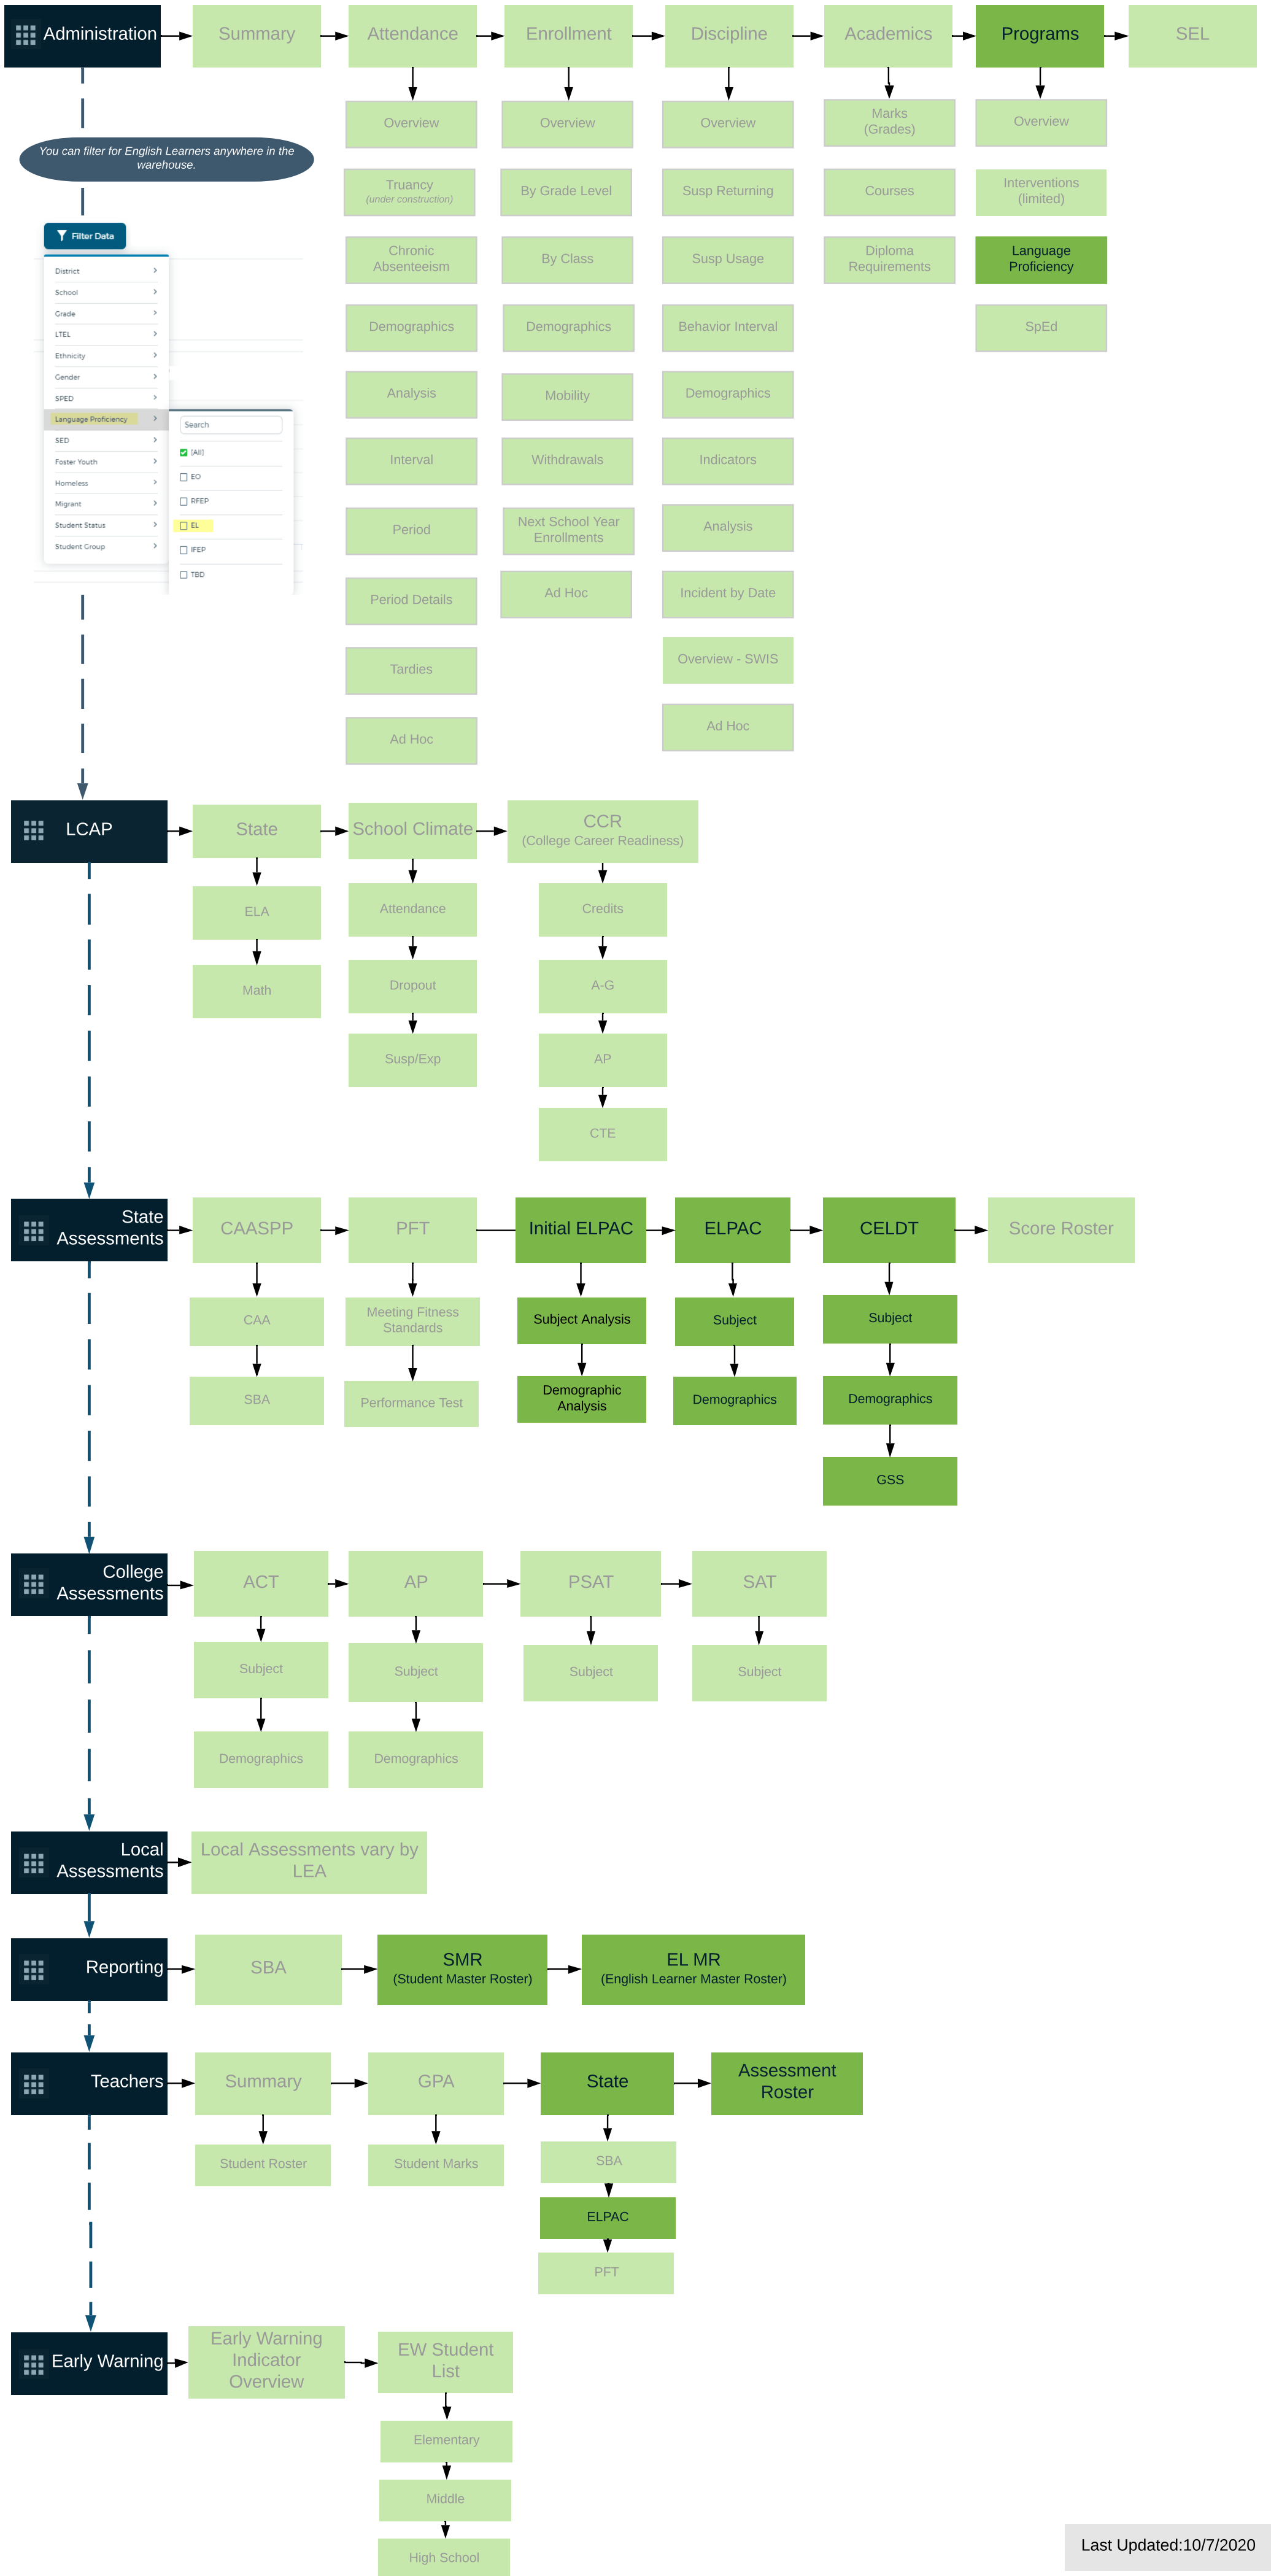 Administration
Summary
Attendance
Enrollment
Discipline
Academics
Programs
SEL
You can filter for English Learners anywhere in the
warehouse.
Filter Data
District
School
Grade
LTEL
Ethnicity
Gender
SPED
Language Proficiency
SED
Foster Youth
Homeless
Migrant
Student Status
Student Group
Search
[All]
EO
RFEP
EL
IFEP
TBD
Overview
Truancy
(under construction)
Chronic
Absenteeism
Demographics
Analysis
Interval
Period
Period Details
Tardies
Ad Hoc
Overview
By Grade Level
By Class
Demographics
Mobility
Withdrawals
Next School Year
Enrollments
Ad Hoc
Overview
Susp Returning
Susp Usage
Behavior Interval
Demographics
Indicators
Analysis
Incident by Date
Overview - SWIS
Ad Hoc
Marks
(Grades)
Courses
Diploma
Requirements
Overview
Interventions
(limited)
Language
Proficiency
SpEd
LCAP
State
School Climate
CCR
(College Career Readiness)
ELA
Math
Attendance
Dropout
Susp/Exp
Credits
A-G
AP
CTE
State
Assessments
CAASPP
PFT
Initial ELPAC
ELPAC
CELDT
Score Roster
CAA
SBA
Meeting Fitness
Standards
Performance Test
Subject Analysis
Demographic
Analysis
Subject
Demographics
Subject
Demographics
GSS
College
Assessments
ACT
AP
PSAT
SAT
Subject
Demographics
Subject
Demographics
Subject
Subject
Local
Assessments
Local Assessments vary by
LEA
Reporting
SBA
SMR
(Student Master Roster)
EL MR
(English Learner Master Roster)
Teachers
Summary
GPA
State
Assessment
Roster
Student Roster
Student Marks
SBA
ELPAC
PFT
Early Warning
Early Warning
Indicator
Overview
EW Student
List
Elementary
Middle
High School
Last Updated:10/7/2020